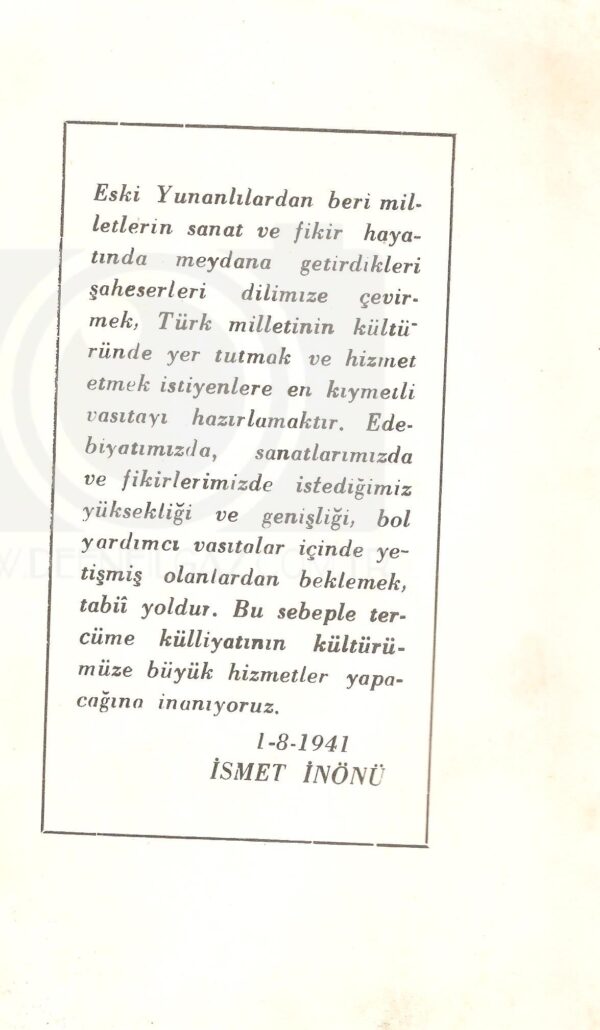 Eski Yunanlılardan beri mil-
letlerin sanat ve fikir haya-
tında meydana getirdikleri
şaheserleri dilimize çevir-
mek, Türk milletinin kültü-
ründe yer tutmak ve hizmet
etmek istiyenlere en kıymetli
vasıtayı hazırlamaktır. Ede-
biyatımızda, sanatlarımızda
ve fikirlerimizde istediğimiz
yüksekliği ve genişliği, bol
yardımcı vasıtalar içinde ye-
tişmiş olanlardan beklemek,
tabiî yoldur. Bu sebeple ter-
cüme külliyatının kültürü-
müze büyük hizmetler yapa-
cağına inanıyoruz.
1-8-1941
İSMET İNÖNÜ